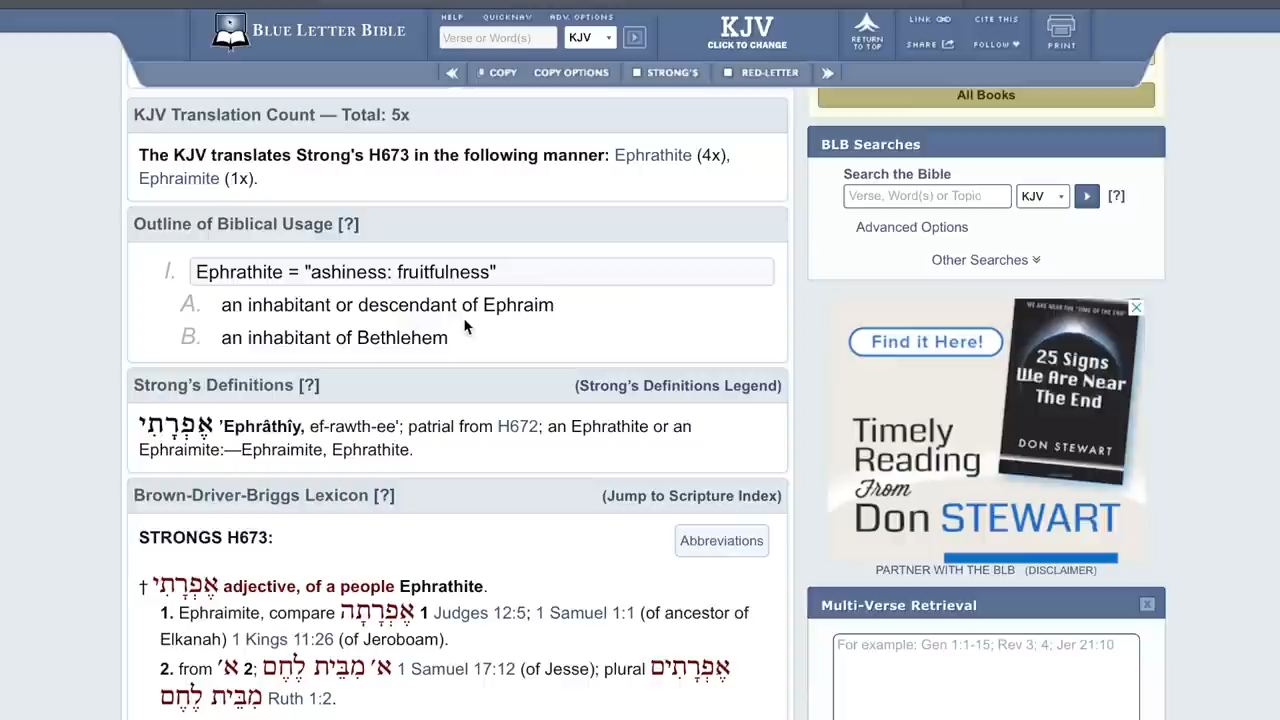 BLUE LETTER BIBLE
HELP QUICKNAV ADV. OPTIONS
Verse or Word(s) KJV
KJV
CLICK TO CHANGE
RETURN
TO TOP
LINK CITE THIS
SHARE FOLLOW
PRINT
COPY COPY OPTIONS STRONG'S RED-LETTER
KJV Translation Count — Total: 5x
The KJV translates Strong's H673 in the following manner: Ephrathite (4x),
Ephraimite (1x).
Outline of Biblical Usage [?]
I. Ephrathite = "ashiness: fruitfulness"
A. an inhabitant or descendant of Ephraim
B. an inhabitant of Bethlehem
Strong's Definitions [?] (Strong's Definitions Legend)
אֶפְרָתִי 'Ephrâthîy, ef-rawth-ee'; patrial from H672; an Ephrathite or an
Ephraimite:—Ephraimite, Ephrathite.
Brown-Driver-Briggs Lexicon [?] (Jump to Scripture Index)
STRONGS H673: Abbreviations
† אֶפְרָתִי adjective, of a people Ephrathite.
1. Ephraimite, compare אֶפְרָתָה 1 Judges 12:5; 1 Samuel 1:1 (of ancestor of
Elkanah) 1 Kings 11:26 (of Jeroboam).
2. from א׳ 2; א׳ מִבֵּית לֶחֶם 1 Samuel 17:12 (of Jesse); plural אֶפְרָתִים
מִבֵּית לֶחֶם Ruth 1:2.
All Books
BLB Searches
Search the Bible
Verse, Word(s) or Topic KJV [?]
Advanced Options
Other Searches
WE ARE NEAR THE "TIME OF THE END"
25 Signs
We Are Near
The End
DON STEWART
Find it Here!
Timely
Reading
From
Don STEWART
PARTNER WITH THE BLB (DISCLAIMER)
Multi-Verse Retrieval x
For example: Gen 1:1-15; Rev 3; 4; Jer 21:10